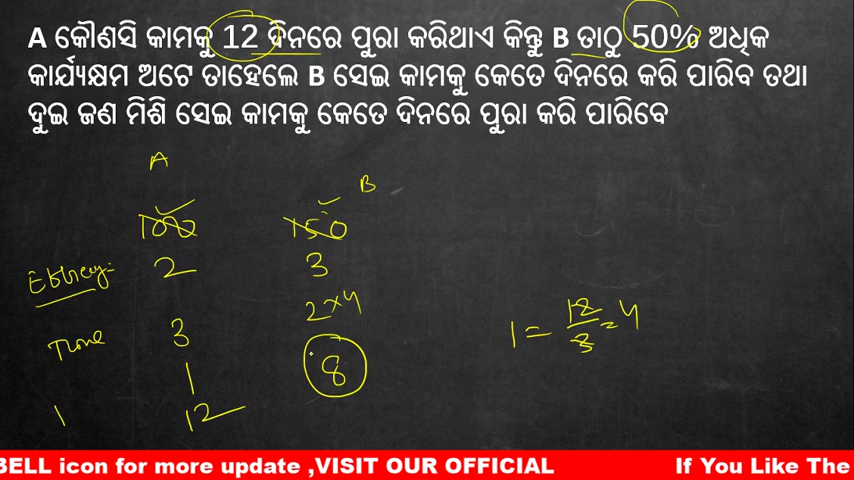 A କୌଣସି କାମକୁ 12 ଦିନରେ ପୁରା କରିଥାଏ କିନ୍ତୁ B ତାଠୁ 50% ଅଧିକ
କାର୍ଯ୍ୟକ୍ଷମ ଅଟେ ତାହେଲେ B ସେଇ କାମକୁ କେତେ ଦିନରେ କରି ପାରିବ ତଥା
ଦୁଇ ଜଣ ମିଶି ସେଇ କାମକୁ କେତେ ଦିନରେ ପୁରା କରି ପାରିବେ
A B
100 150
2 3
2×4
Time 3
1 = 12/3 = 4
8
1 12
BELL icon for more update ,VISIT OUR OFFICIAL If You Like The